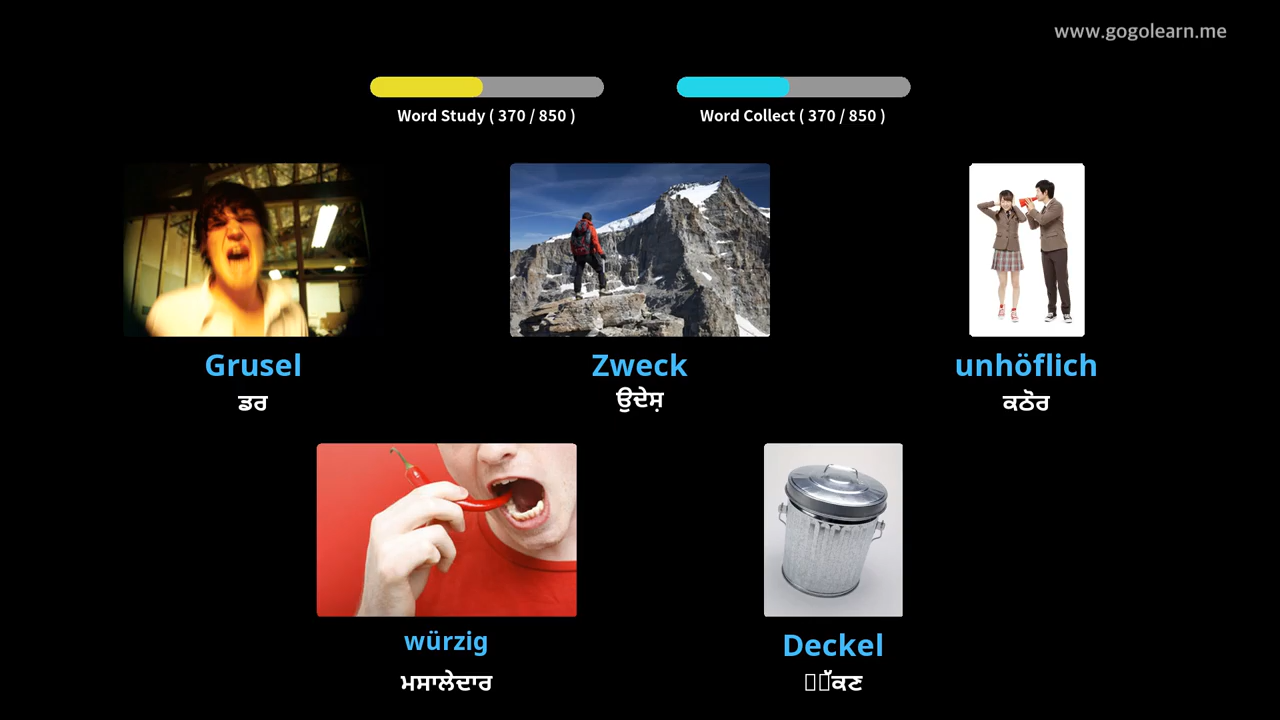 www.gogolearn.me
Word Study ( 370 / 850 )
Word Collect ( 370 / 850 )
Grusel
Zweck
unhöflich
ਡਰ
ਉਦੇਸ਼
ਕਠੋਰ
würzig
Deckel
ਮਸਾਲੇਦਾਰ